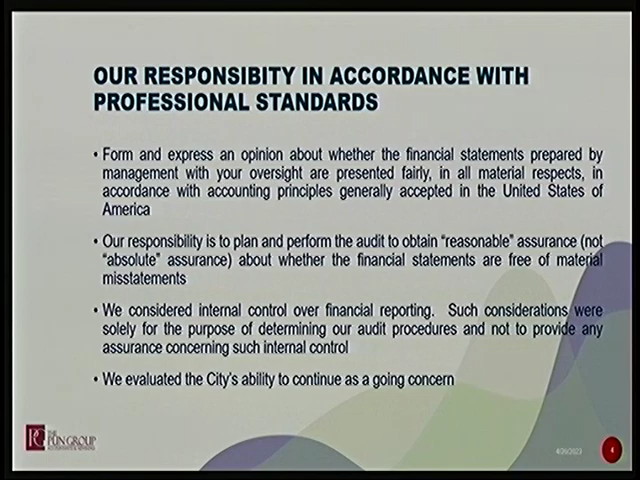 OUR RESPONSIBITY IN ACCORDANCE WITH
PROFESSIONAL STANDARDS
• Form and express an opinion about whether the financial statements prepared by
management with your oversight are presented fairly, in all material respects, in
accordance with accounting principles generally accepted in the United States of
America
• Our responsibility is to plan and perform the audit to obtain “reasonable” assurance (not
“absolute” assurance) about whether the financial statements are free of material
misstatements
• We considered internal control over financial reporting. Such considerations were
solely for the purpose of determining our audit procedures and not to provide any
assurance concerning such internal control
• We evaluated the City’s ability to continue as a going concern
PG THE
PUN GROUP
4/26/2023
4